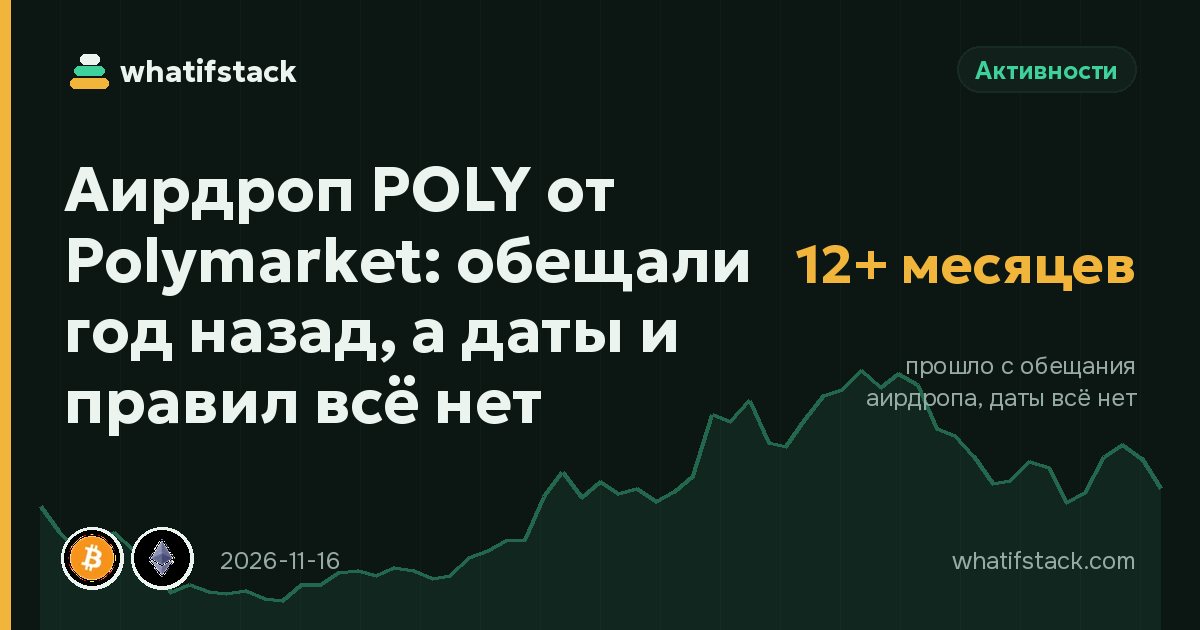 whatifstack
Активности
Аирдроп POLY от
Polymarket: обещали
год назад, а даты и
правил всё нет
12+ месяцев
прошло с обещания
аирдропа, даты всё нет
2026-11-16
whatifstack.com